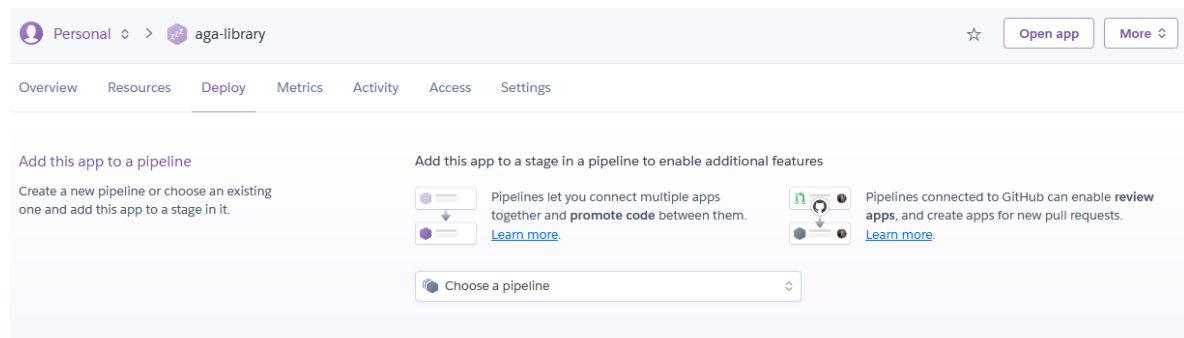 Personal > aga-library
Open app
More
Overview Resources Deploy Metrics Activity Access Settings
Add this app to a pipeline
Create a new pipeline or choose an existing
one and add this app to a stage in it.
Add this app to a stage in a pipeline to enable additional features
Pipelines let you connect multiple apps
together and promote code between them.
Learn more.
Pipelines connected to GitHub can enable review
apps, and create apps for new pull requests.
Learn more.
Choose a pipeline